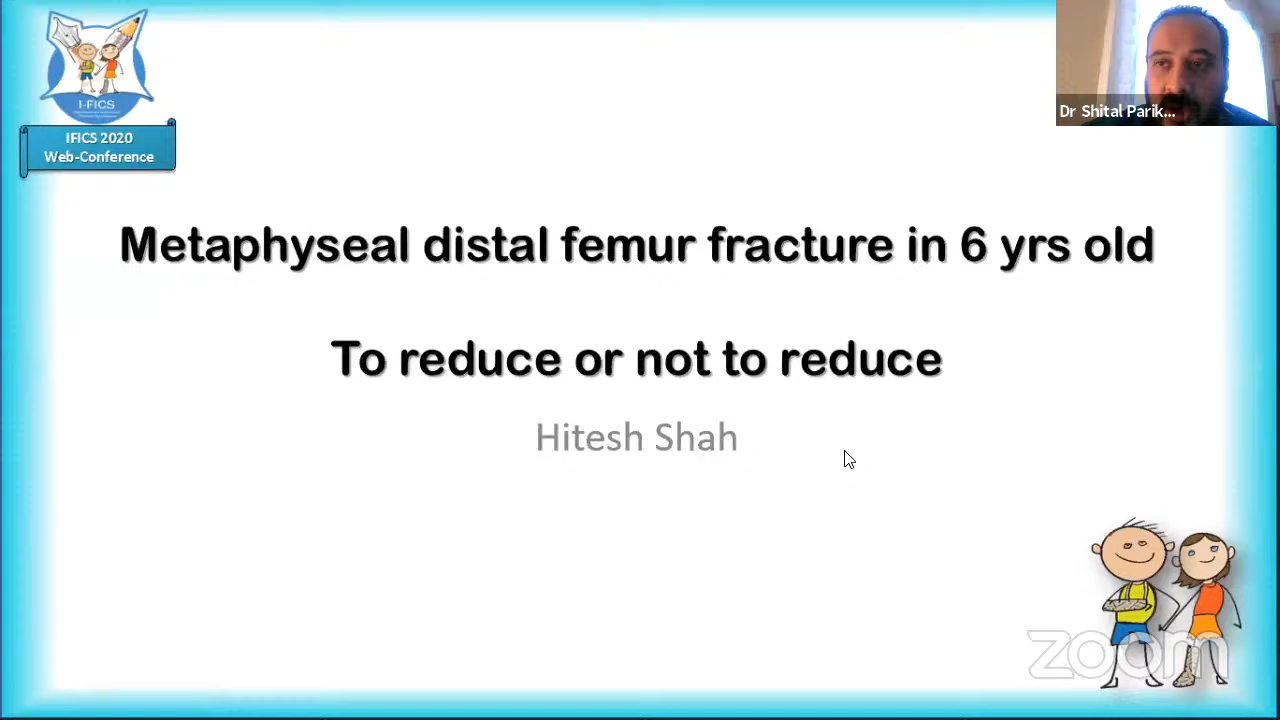 I-FICS
IFICS 2020
Web-Conference
Dr Shital Parik...
Metaphyseal distal femur fracture in 6 yrs old
To reduce or not to reduce
Hitesh Shah
zoom